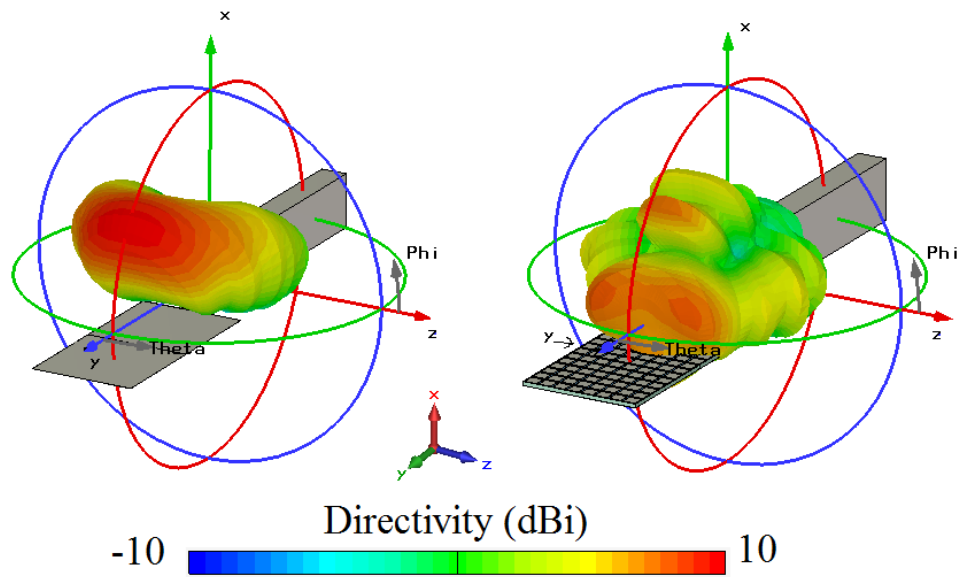 x
x
Phi
Phi
z
z
y
Theta
y
Theta
x
y
z
Directivity (dBi)
-10
10